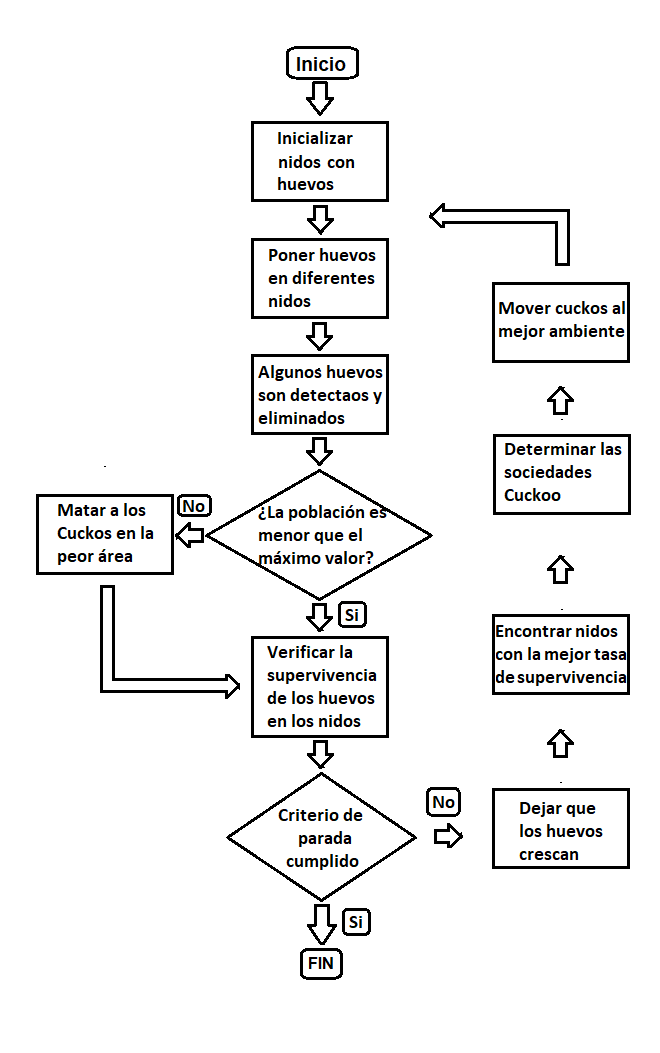 Inicio
Inicializar
nidos con
huevos
Poner huevos
en diferentes
nidos
Algunos huevos
son detectaos y
eliminados
¿La población es
menor que el
máximo valor?
No
Matar a los
Cuckos en la
peor área
Si
Verificar la
supervivencia
de los huevos
en los nidos
Criterio de
parada
cumplido
No
Dejar que
los huevos
crescan
Encontrar nidos
con la mejor tasa
de supervivencia
Determinar las
sociedades
Cuckoo
Mover cuckos al
mejor ambiente
Si
FIN